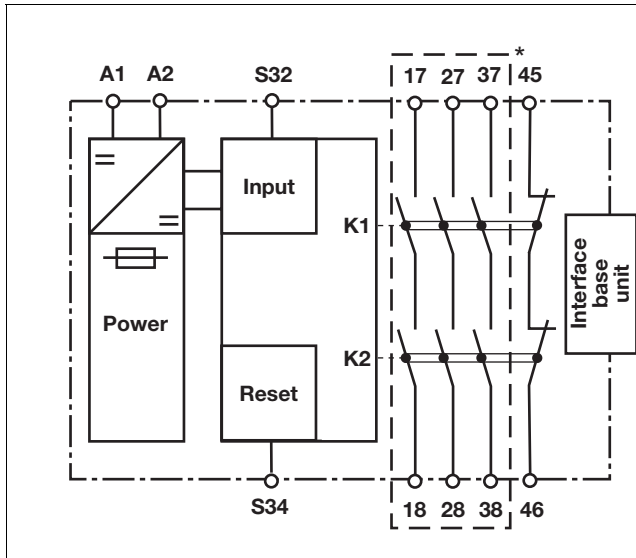 A1 A2 S32 17 27 37 * 45
Input
K1
Interface
base
unit
Power
K2
Reset
S34 18 28 38 46